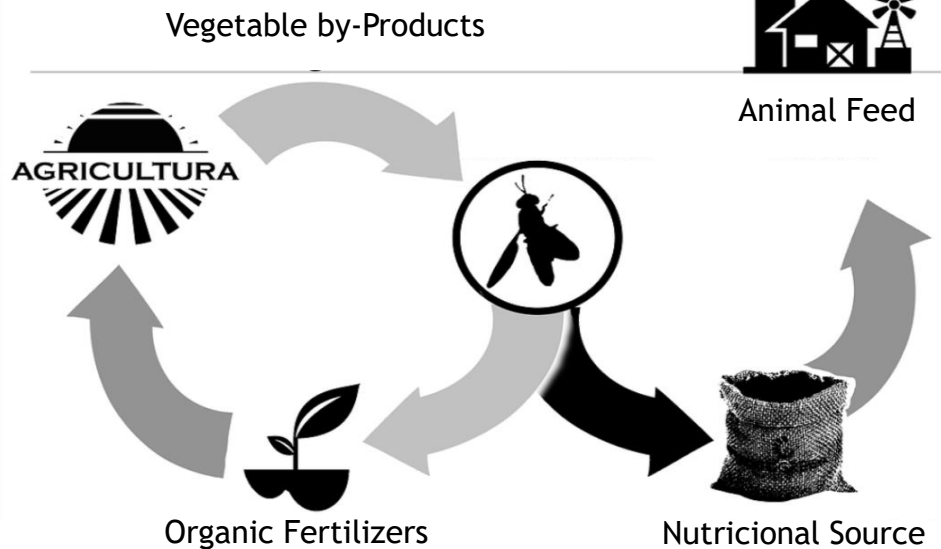 Vegetable by-Products
Animal Feed
AGRICULTURA
Organic Fertilizers
Nutricional Source